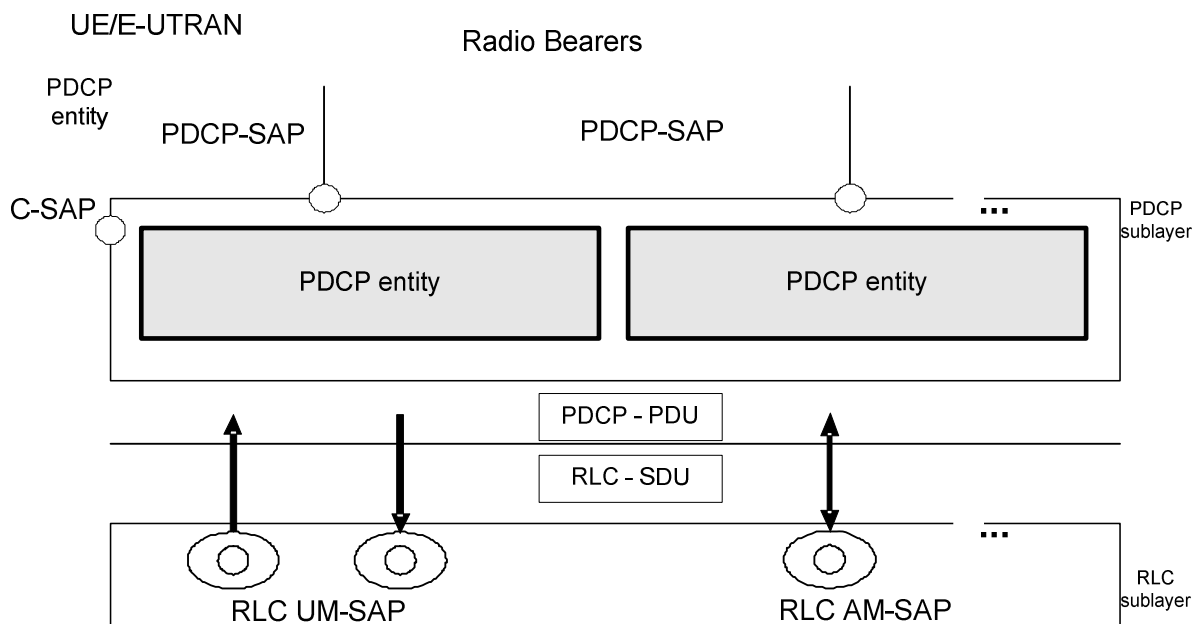 UE/E-UTRAN
Radio Bearers
PDCP
entity
PDCP-SAP
PDCP-SAP
C-SAP
...
PDCP
sublayer
PDCP entity
PDCP entity
PDCP - PDU
RLC - SDU
...
RLC UM-SAP
RLC AM-SAP
RLC
sublayer